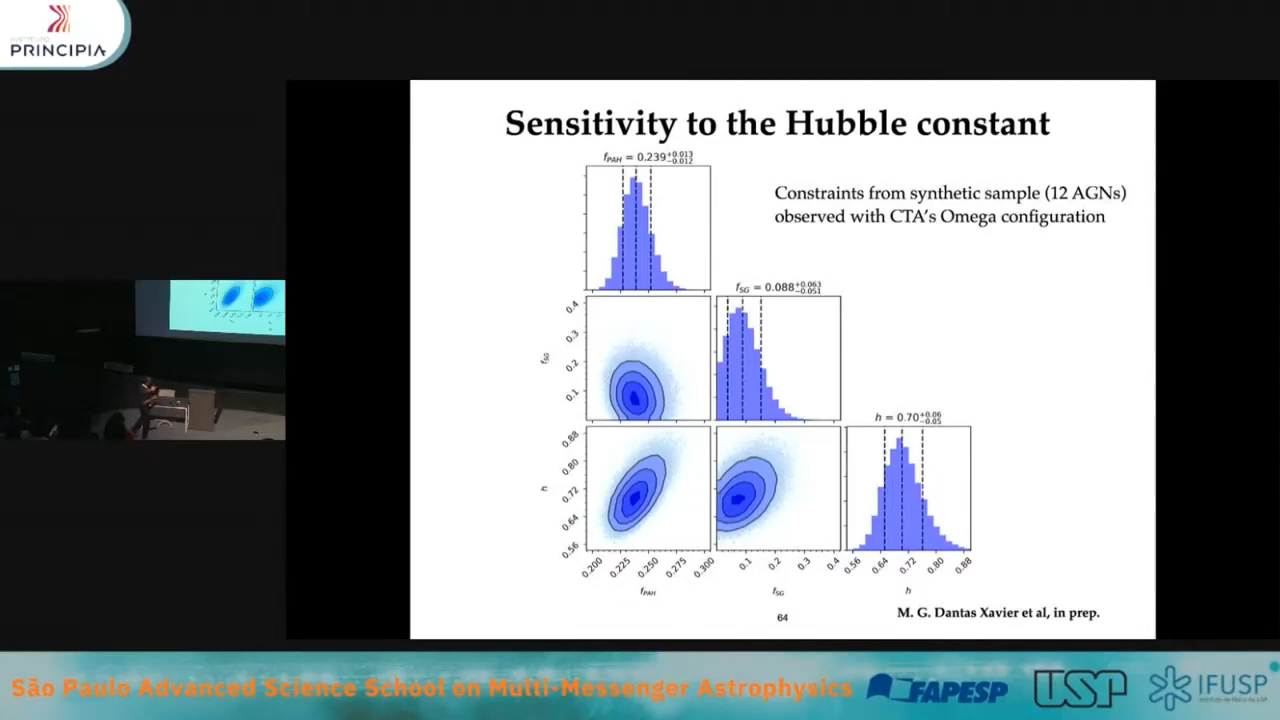 INSTITUTO
PRINCIPIA
Sensitivity to the Hubble constant
Constraints from synthetic sample (12 AGNs)
observed with CTA's Omega configuration
f_PAH = 0.239 +0.013 −0.012
f_SG = 0.088 +0.063 −0.051
0.4
0.3
0.2
0.1
f_SG
h = 0.70 +0.06 −0.05
0.88
0.80
0.72
0.64
0.56
h
0.200 0.225 0.250 0.275 0.300
0.1 0.2 0.3 0.4
0.56 0.64 0.72 0.80 0.88
f_PAH
f_SG
h
64
M. G. Dantas Xavier et al, in prep.
São Paulo Advanced Science School on Multi-Messenger Astrophysics
FAPESP
USP
IFUSP